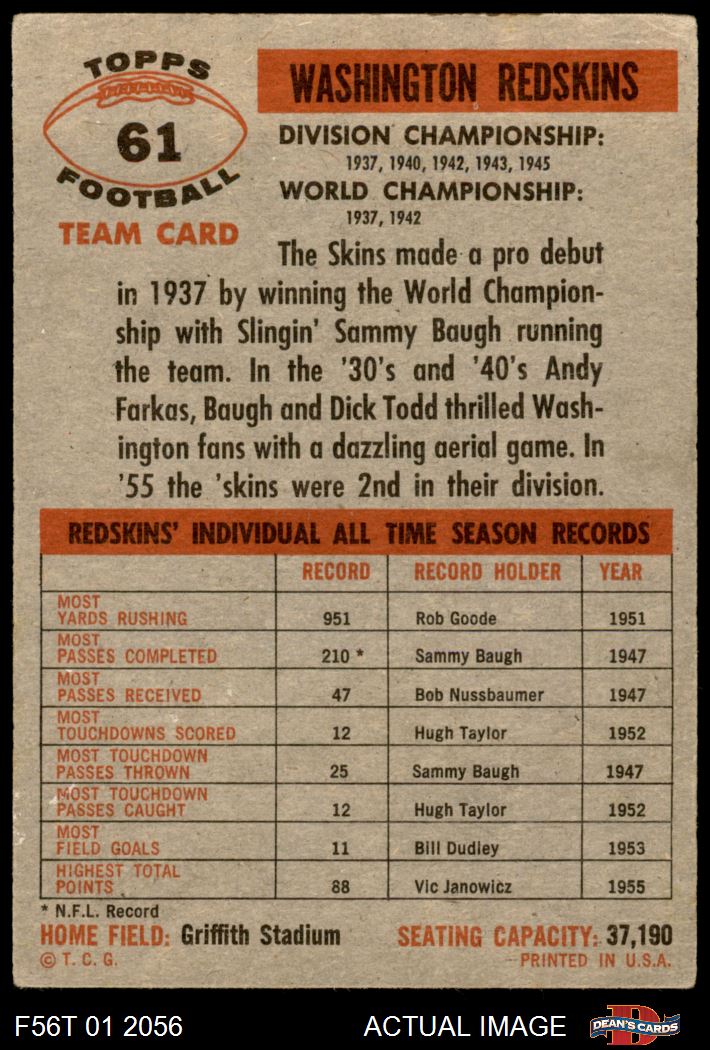 TOPPS
61
FOOTBALL
TEAM CARD
WASHINGTON REDSKINS
DIVISION CHAMPIONSHIP:
1937, 1940, 1942, 1943, 1945
WORLD CHAMPIONSHIP:
1937, 1942
The Skins made a pro debut
in 1937 by winning the World Champion-
ship with Slingin' Sammy Baugh running
the team. In the '30's and '40's Andy
Farkas, Baugh and Dick Todd thrilled Wash-
ington fans with a dazzling aerial game. In
'55 the 'skins were 2nd in their division.
REDSKINS' INDIVIDUAL ALL TIME SEASON RECORDS
RECORD RECORD HOLDER YEAR
MOST
YARDS RUSHING 951 Rob Goode 1951
MOST
PASSES COMPLETED 210 * Sammy Baugh 1947
MOST
PASSES RECEIVED 47 Bob Nussbaumer 1947
MOST
TOUCHDOWNS SCORED 12 Hugh Taylor 1952
MOST TOUCHDOWN
PASSES THROWN 25 Sammy Baugh 1947
MOST TOUCHDOWN
PASSES CAUGHT 12 Hugh Taylor 1952
MOST
FIELD GOALS 11 Bill Dudley 1953
HIGHEST TOTAL
POINTS 88 Vic Janowicz 1955
* N.F.L. Record
HOME FIELD: Griffith Stadium SEATING CAPACITY: 37,190
© T. C. G. PRINTED IN U.S.A.
F56T 01 2056 ACTUAL IMAGE D DEAN'S CARDS